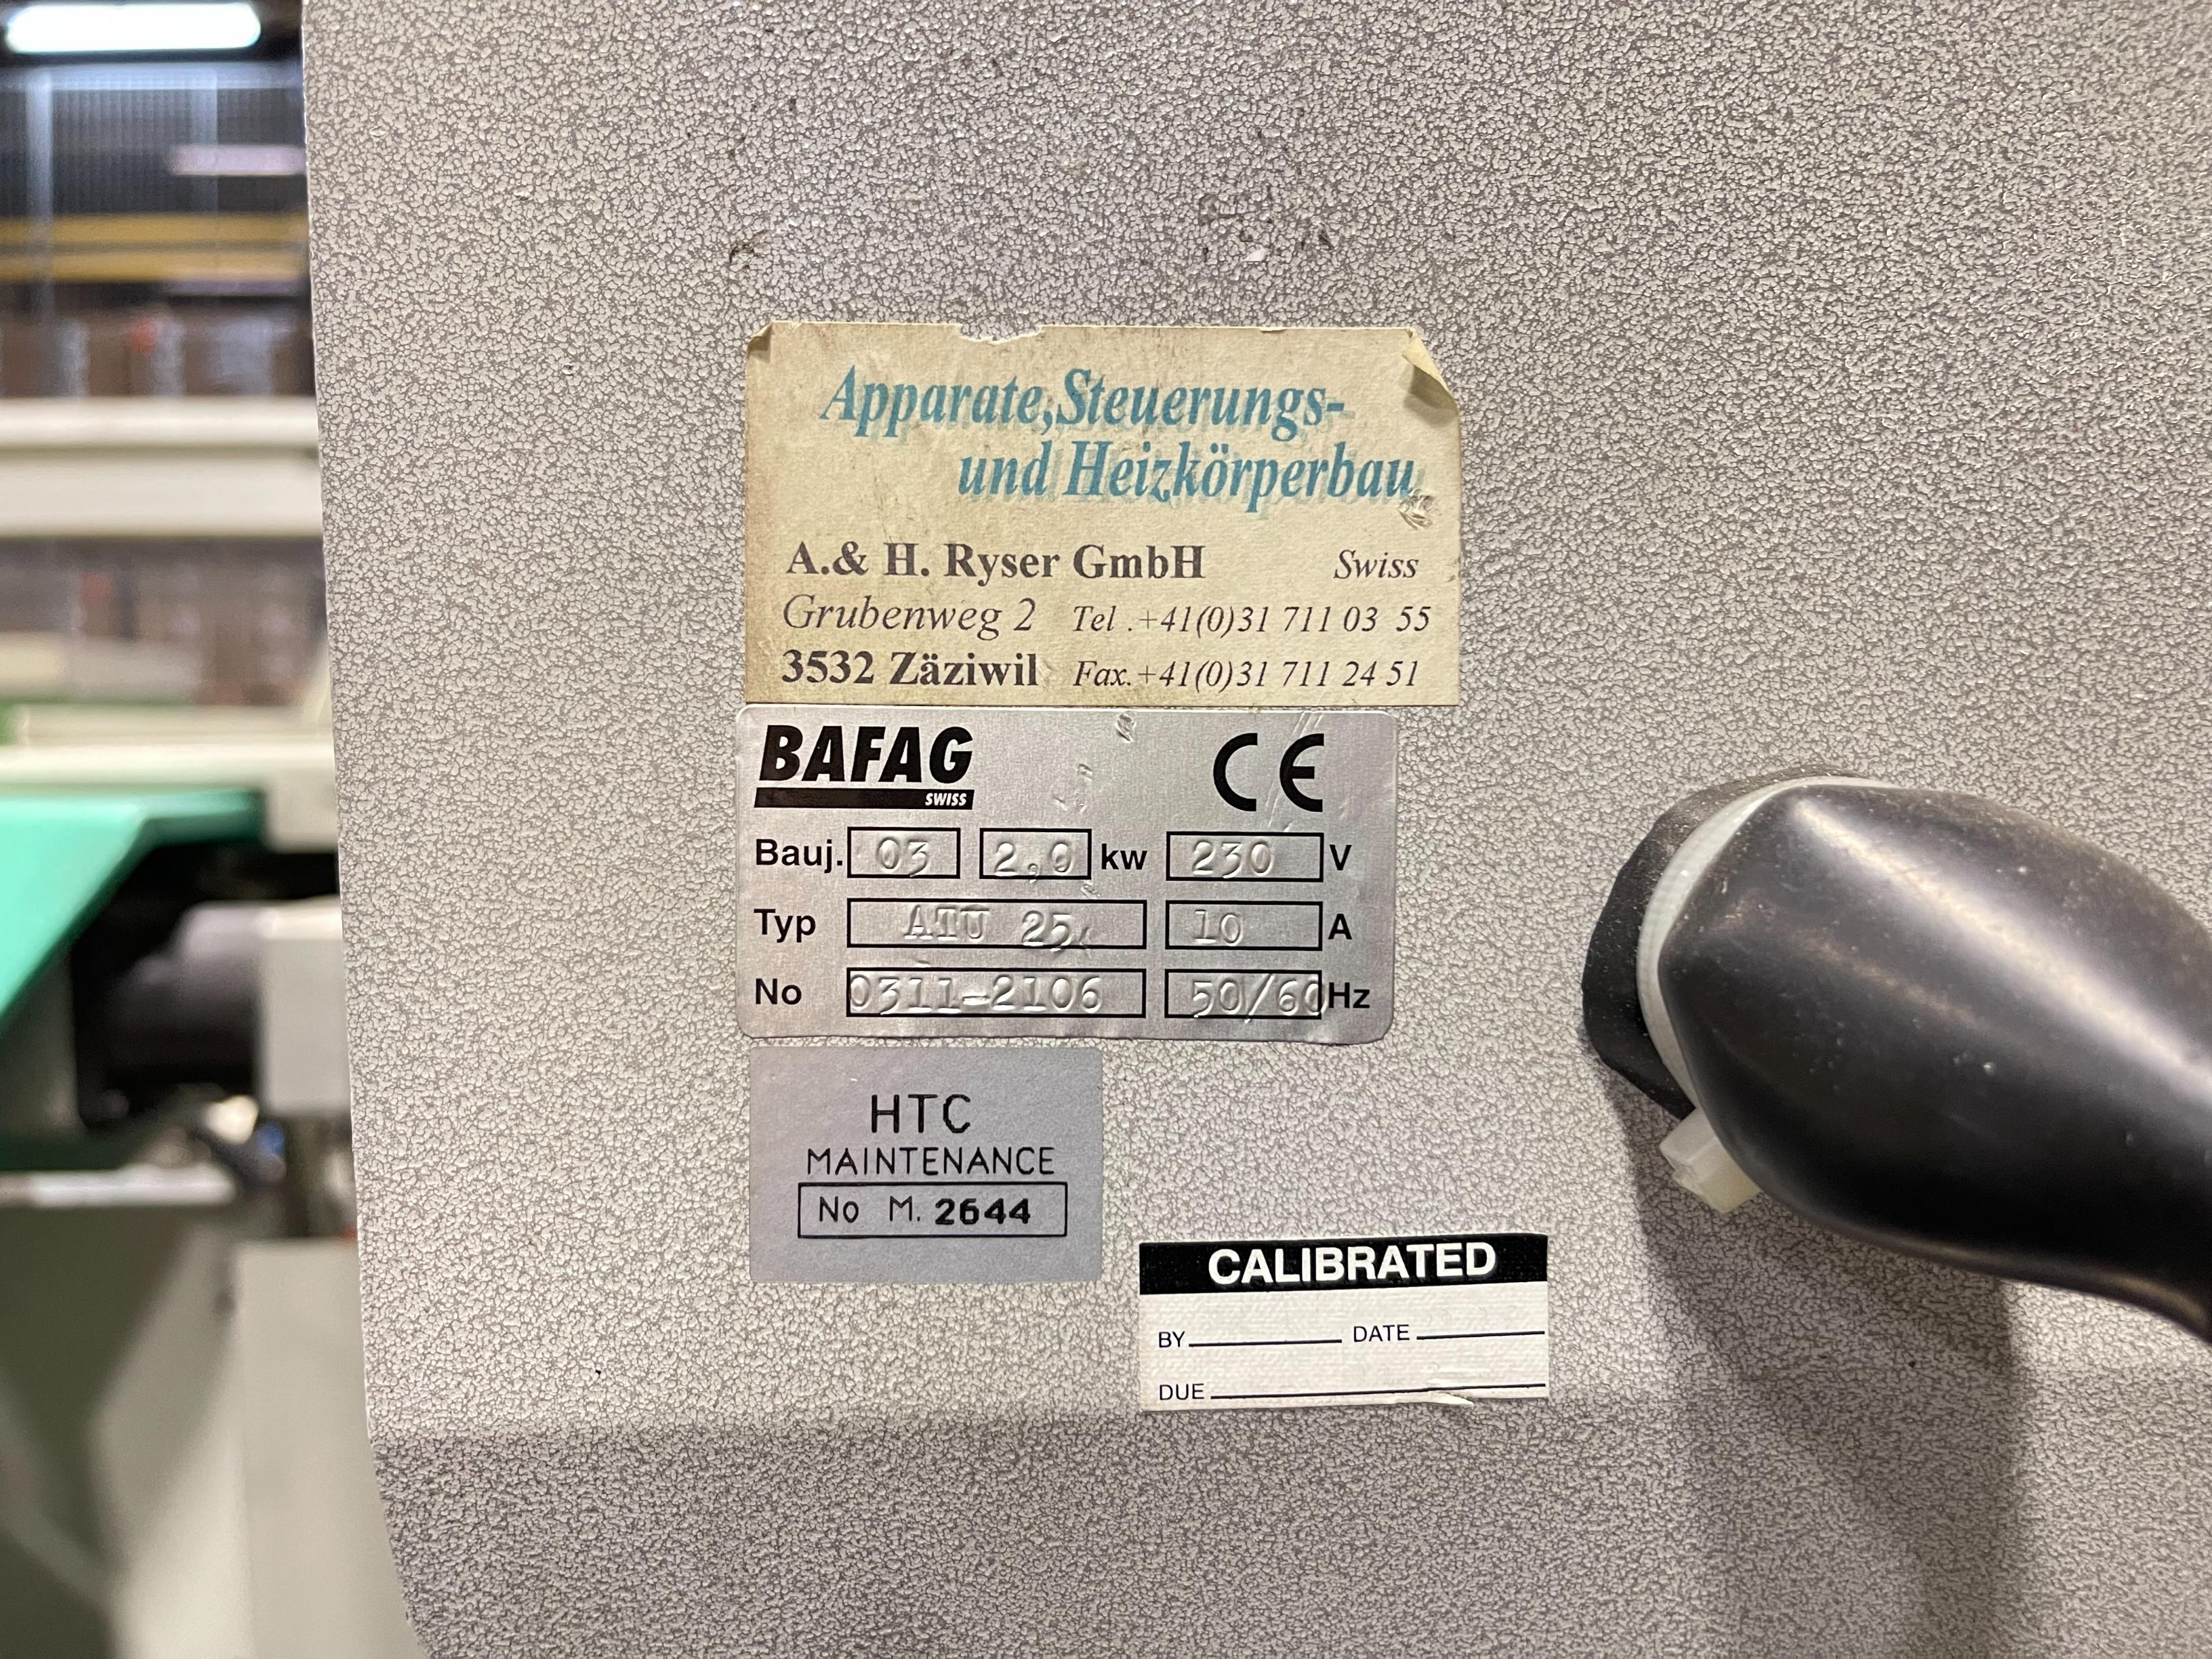 Apparate,Steuerungs-
und Heizkörperbau
A.& H. Ryser GmbH Swiss
Grubenweg 2 Tel .+41(0)31 711 03 55
3532 Zäziwil Fax.+41(0)31 711 24 51
BAFAG CE
SWISS
Bauj. 03 2,0 kw 230 V
Typ ATU 25 10 A
No 0311-2106 50/60 Hz
HTC
MAINTENANCE
No M. 2644
CALIBRATED
BY DATE
DUE